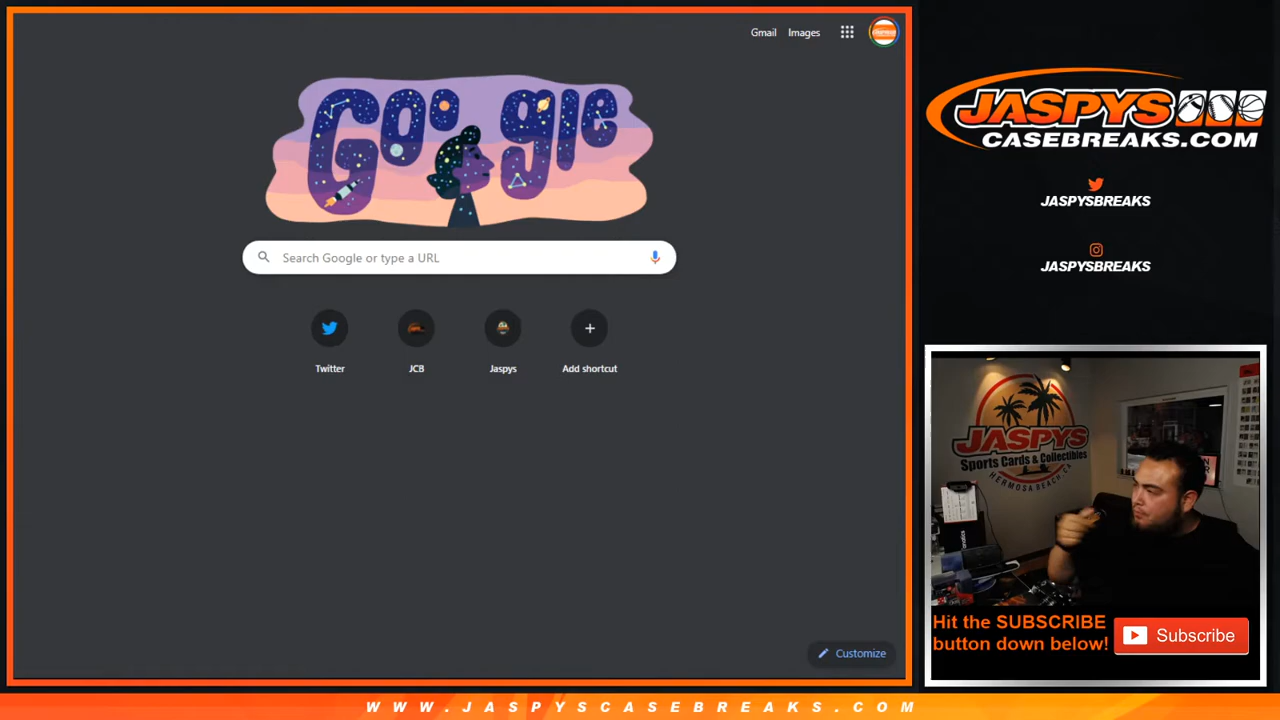 Gmail Images
Google
Search Google or type a URL
Twitter JCB Jaspys Add shortcut
Customize
JASPYS
CASEBREAKS.COM
JASPYSBREAKS
JASPYSBREAKS
JASPYS
Sports Cards & Collectibles
HERMOSA BEACH, CA
Hit the SUBSCRIBE
button down below!
Subscribe
WWW.JASPYSCASEBREAKS.COM